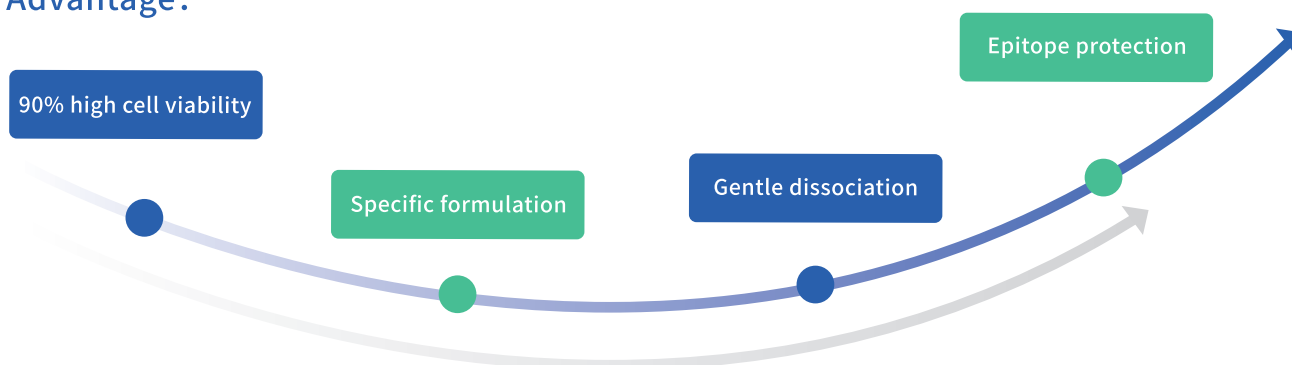 Advantage:
90% high cell viability
Specific formulation
Gentle dissociation
Epitope protection